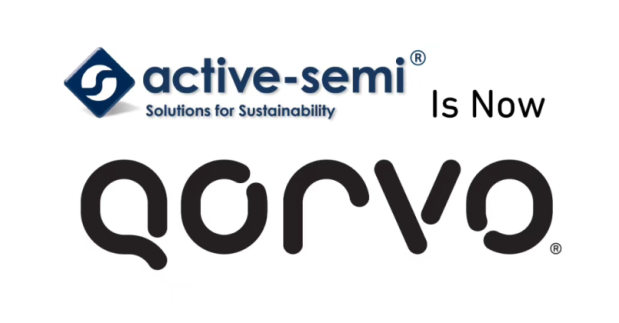 active-semi®
Solutions for Sustainability
Is Now
QORVO®